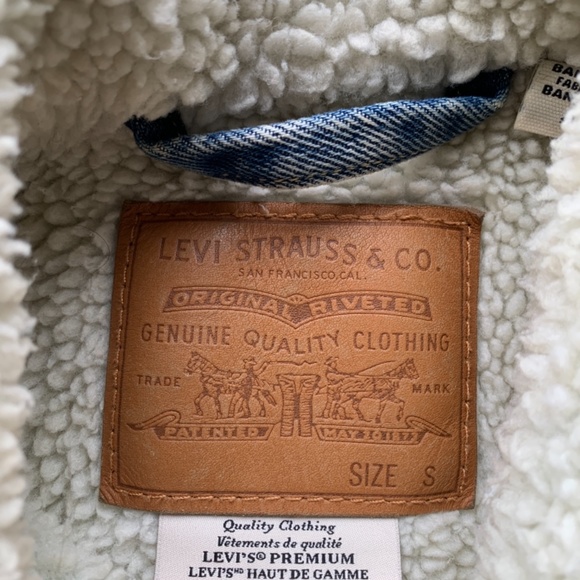 LEVI STRAUSS & CO.
SAN FRANCISCO, CAL.
ORIGINAL RIVETED
GENUINE QUALITY CLOTHING
TRADE MARK
PATENTED MAY 20 1873
SIZE S
Quality Clothing
Vêtements de qualité
LEVI'S® PREMIUM
LEVI'S ᴹᴰ HAUT DE GAMME